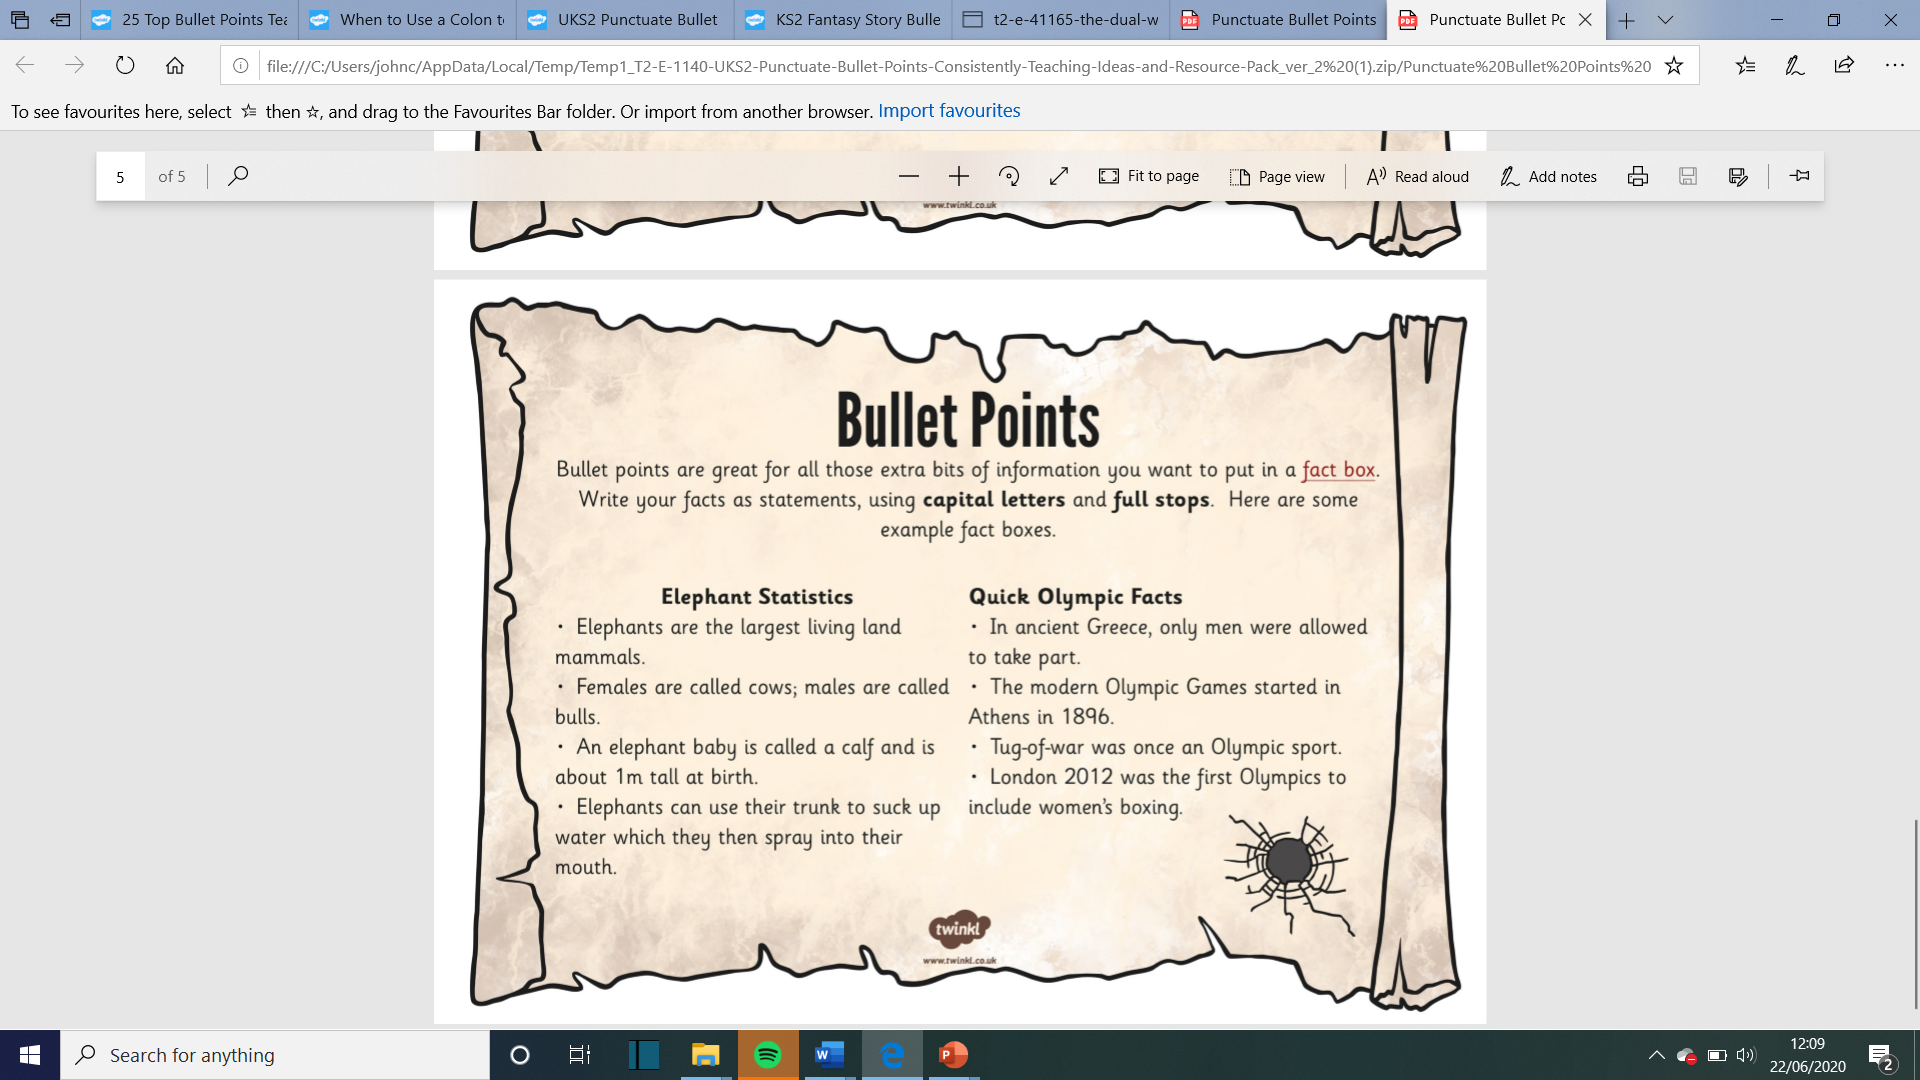 25 Top Bullet Points Tea
When to Use a Colon t
UKS2 Punctuate Bullet
KS2 Fantasy Story Bulle
t2-e-41165-the-dual-w
Punctuate Bullet Points
Punctuate Bullet Pc
file:///C:/Users/johnc/AppData/Local/Temp/Temp1_T2-E-1140-UKS2-Punctuate-Bullet-Points-Consistently-Teaching-Ideas-and-Resource-Pack_ver_2%20(1).zip/Punctuate%20Bullet%20Points%20
To see favourites here, select then ☆, and drag to the Favourites Bar folder. Or import from another browser. Import favourites
5 of 5
Fit to page
Page view
Read aloud
Add notes
www.twinkl.co.uk
Bullet Points
Bullet points are great for all those extra bits of information you want to put in a fact box.
Write your facts as statements, using capital letters and full stops. Here are some
example fact boxes.
Elephant Statistics
• Elephants are the largest living land
mammals.
• Females are called cows; males are called
bulls.
• An elephant baby is called a calf and is
about 1m tall at birth.
• Elephants can use their trunk to suck up
water which they then spray into their
mouth.
Quick Olympic Facts
• In ancient Greece, only men were allowed
to take part.
• The modern Olympic Games started in
Athens in 1896.
• Tug-of-war was once an Olympic sport.
• London 2012 was the first Olympics to
include women's boxing.
twinkl
www.twinkl.co.uk
Search for anything
12:09
22/06/2020
2